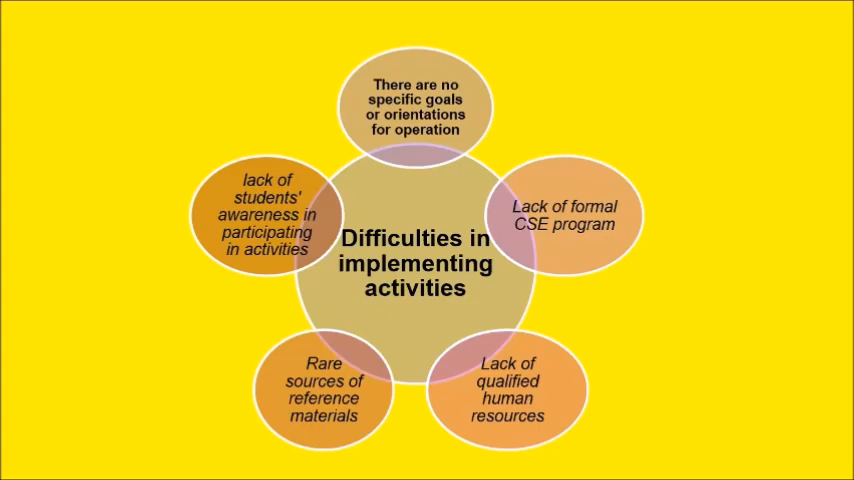 There are no
specific goals
or orientations
for operation
Lack of formal
CSE program
Lack of
qualified
human
resources
Rare
sources of
reference
materials
lack of
students'
awareness in
participating
in activities
Difficulties in
implementing
activities